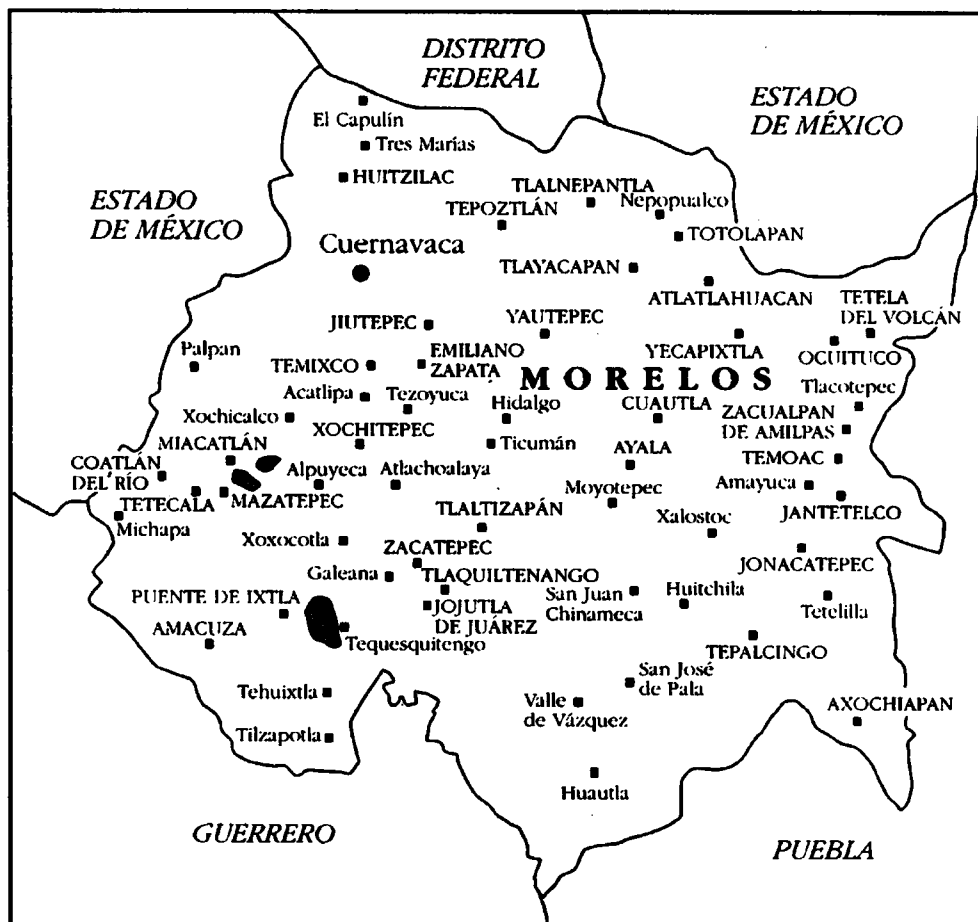 DISTRITO
FEDERAL
ESTADO
DE MÉXICO
El Capulín
Tres Marías
HUITZILAC
ESTADO
DE MÉXICO
TLALNEPANTLA
Nepopualco
TEPOZTLÁN
TOTOLAPAN
Cuernavaca
TLAYACAPAN
ATLATLAHUACAN
TETELA
DEL VOLCÁN
JIUTEPEC
YAUTEPEC
YECAPIXTLA
OCUITUCO
Palpan
TEMIXCO
EMILIANO
ZAPATA
MORELOS
Tlacotepec
Acatlipa
Tezoyuca
Hidalgo
CUAUTLA
ZACUALPAN
DE AMILPAS
Xochicalco
XOCHITEPEC
Ticumán
MIACATLÁN
AYALA
TEMOAC
COATLÁN
DEL RÍO
Alpuyeca
Atlachoalaya
Amayuca
TETECALA
MAZATEPEC
Moyotepec
JANTETELCO
Michapa
TLALTIZAPÁN
Xalostoc
Xoxocotla
ZACATEPEC
JONACATEPEC
Galeana
TLAQUILTENANGO
San Juan
Chinameca
Huitchila
Tetelilla
PUENTE DE IXTLA
JOJUTLA
DE JUÁREZ
AMACUZA
Tequesquitengo
TEPALCINGO
Tehuixtla
San José
de Pala
Valle
de Vázquez
AXOCHIAPAN
Tilzapotla
Huautla
GUERRERO
PUEBLA